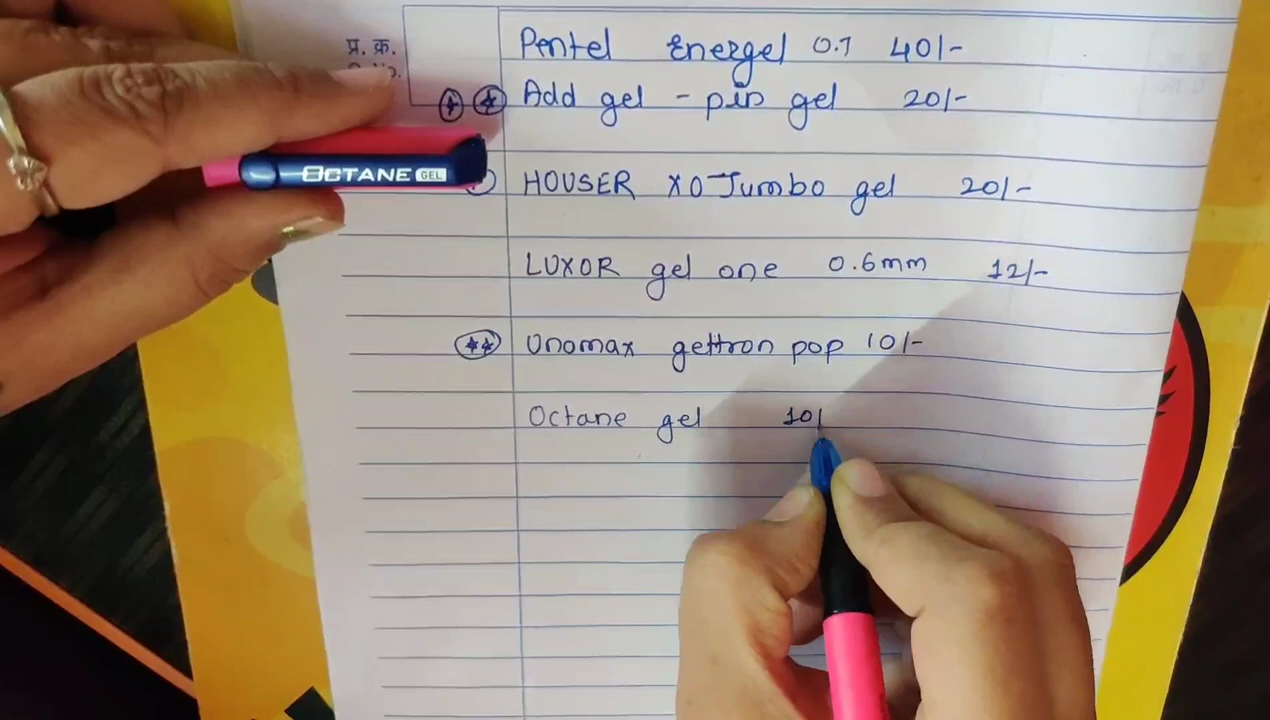 प्र. क्र.
Pentel Energel 0.7 40/-
Add gel - pin gel 20/-
OCTANE GEL
HOUSER XO Jumbo gel 20/-
LUXOR gel one 0.6mm 12/-
Unomax geltron pop 10/-
Octane gel 10/